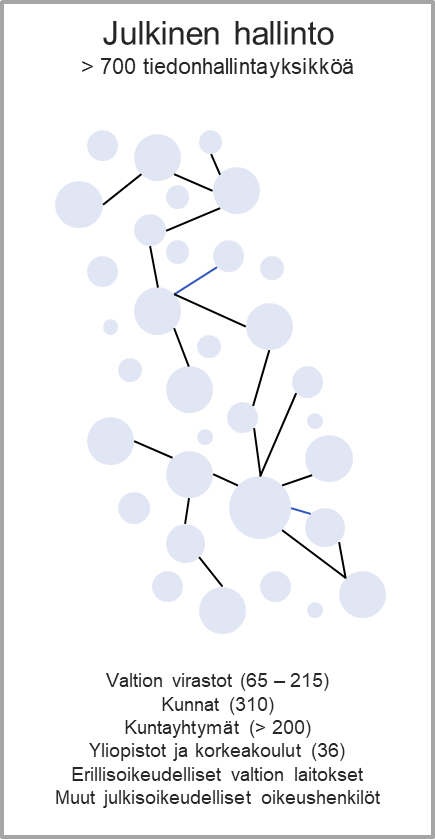 Julkinen hallinto
> 700 tiedonhallintayksikköä
Valtion virastot (65 – 215)
Kunnat (310)
Kuntayhtymät (> 200)
Yliopistot ja korkeakoulut (36)
Erillisoikeudelliset valtion laitokset
Muut julkisoikeudelliset oikeushenkilöt